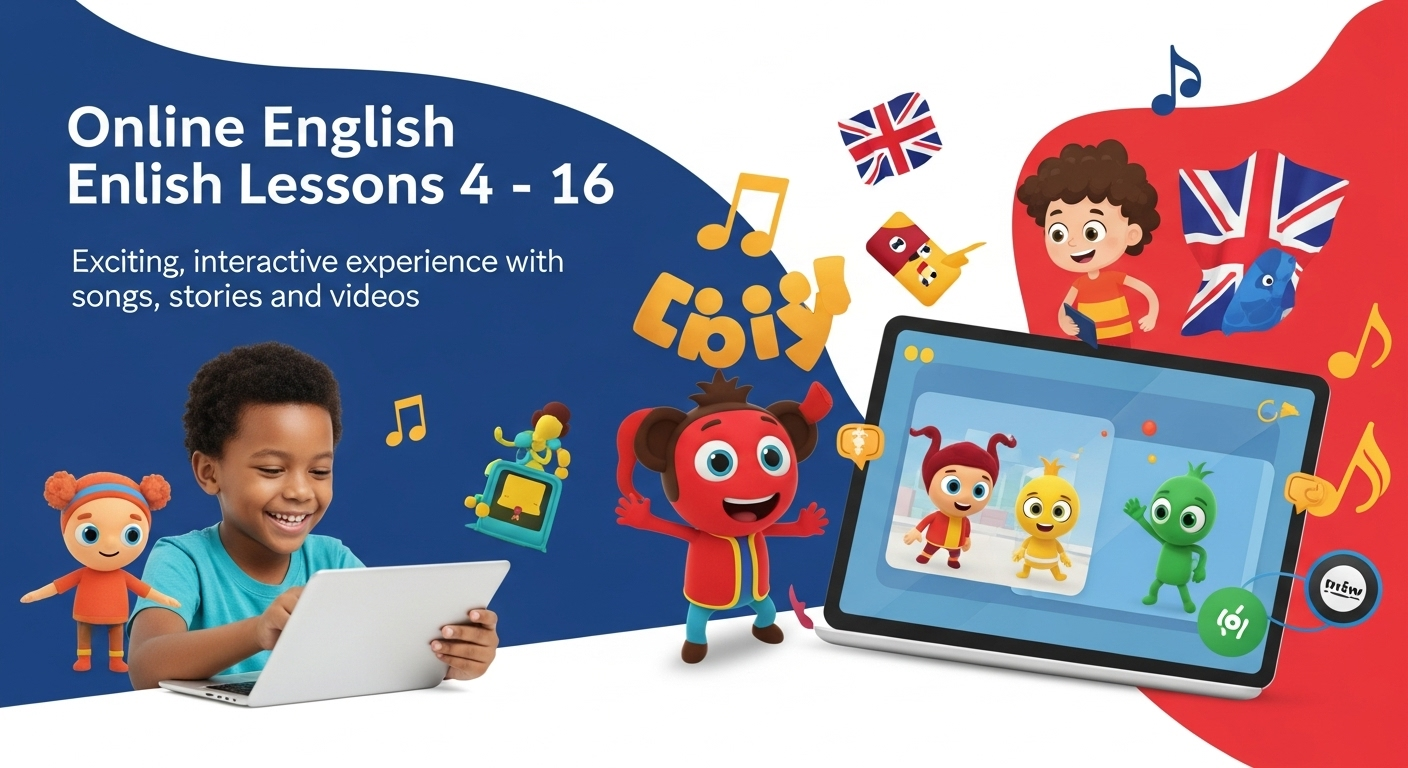 Online English
Enlish Lessons 4 - 16
Exciting, interactive experience with
songs, stories and videos